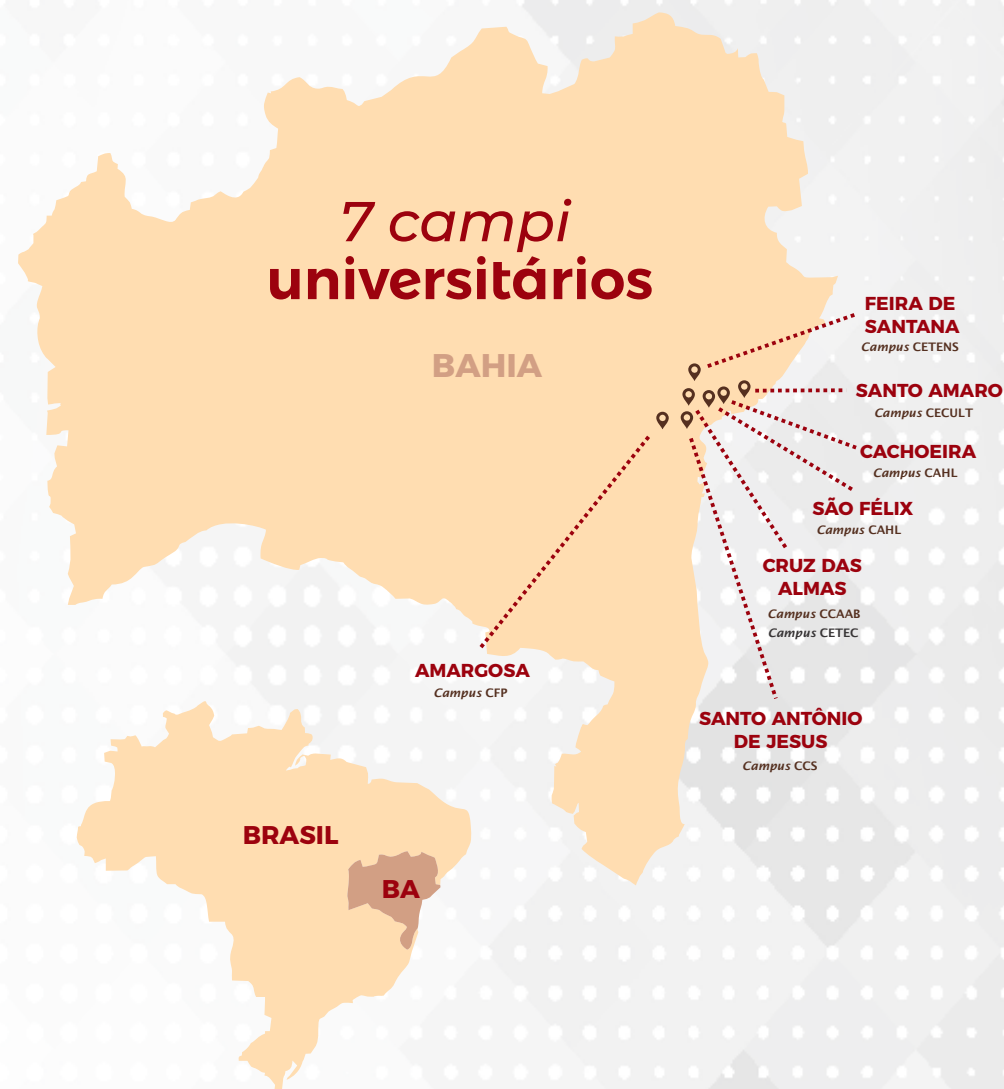 7 campi
universitários
BAHIA
FEIRA DE
SANTANA
Campus CETENS
SANTO AMARO
Campus CECULT
CACHOEIRA
Campus CAHL
SÃO FÉLIX
Campus CAHL
CRUZ DAS
ALMAS
Campus CCAAB
Campus CETEC
AMARGOSA
Campus CFP
SANTO ANTÔNIO
DE JESUS
Campus CCS
BRASIL
BA